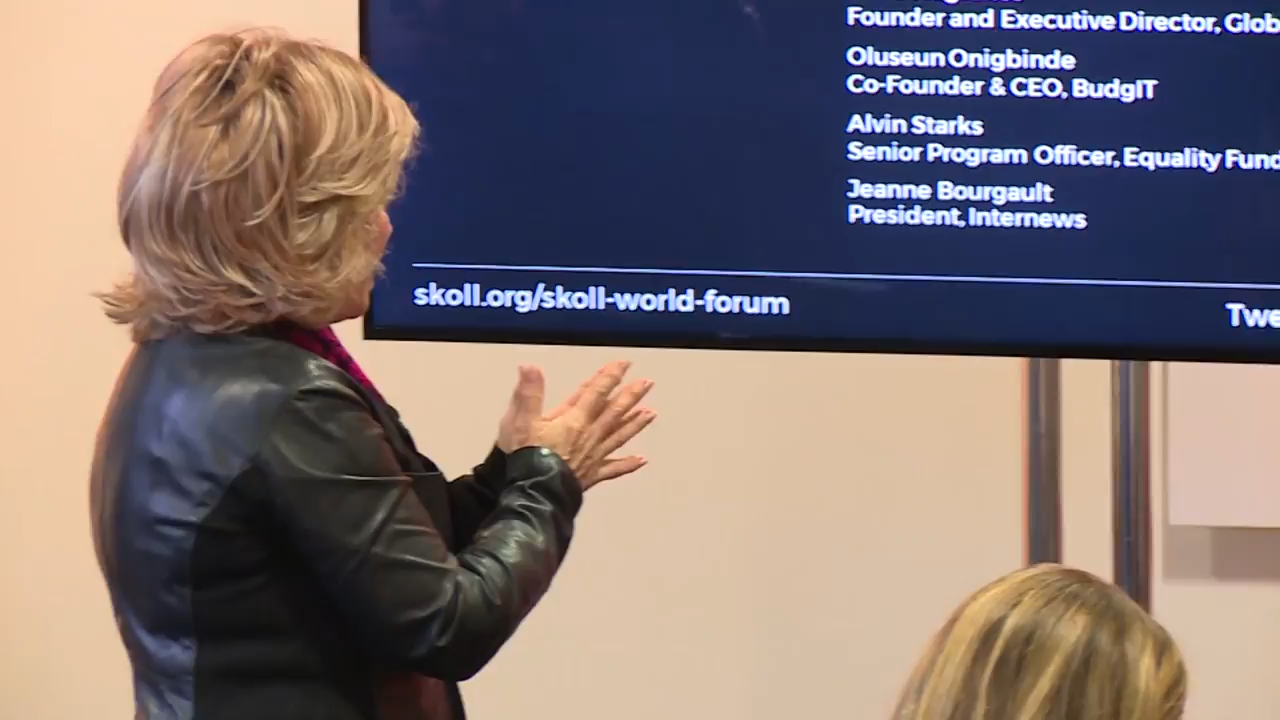 Founder and Executive Director, Glob
Oluseun Onigbinde
Co-Founder & CEO, BudgIT
Alvin Starks
Senior Program Officer, Equality Fund
Jeanne Bourgault
President, Internews
skoll.org/skoll-world-forum
Twe